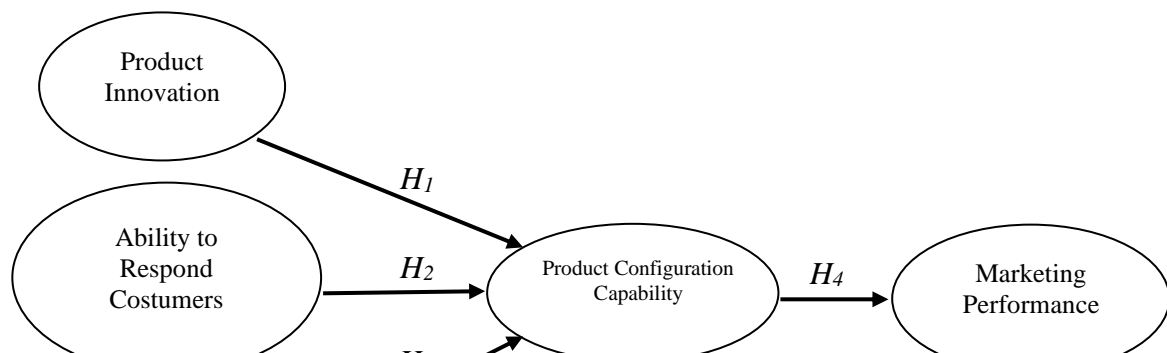 Product
Innovation
H1
Ability to
Respond
Costumers
H2
Product Configuration
Capability
H4
Marketing
Performance